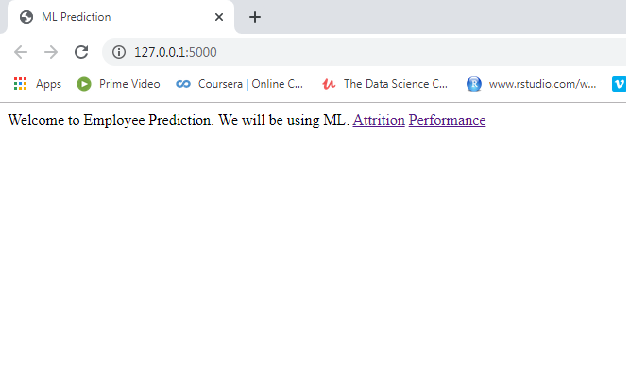 ML Prediction
127.0.0.1:5000
Apps Prime Video Coursera | Online C... The Data Science C... www.rstudio.com/w...
Welcome to Employee Prediction. We will be using ML. Attrition Performance